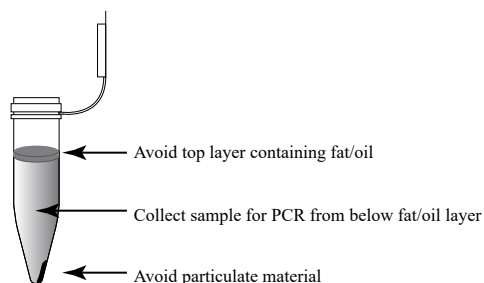 Avoid top layer containing fat/oil
Collect sample for PCR from below fat/oil layer
Avoid particulate material